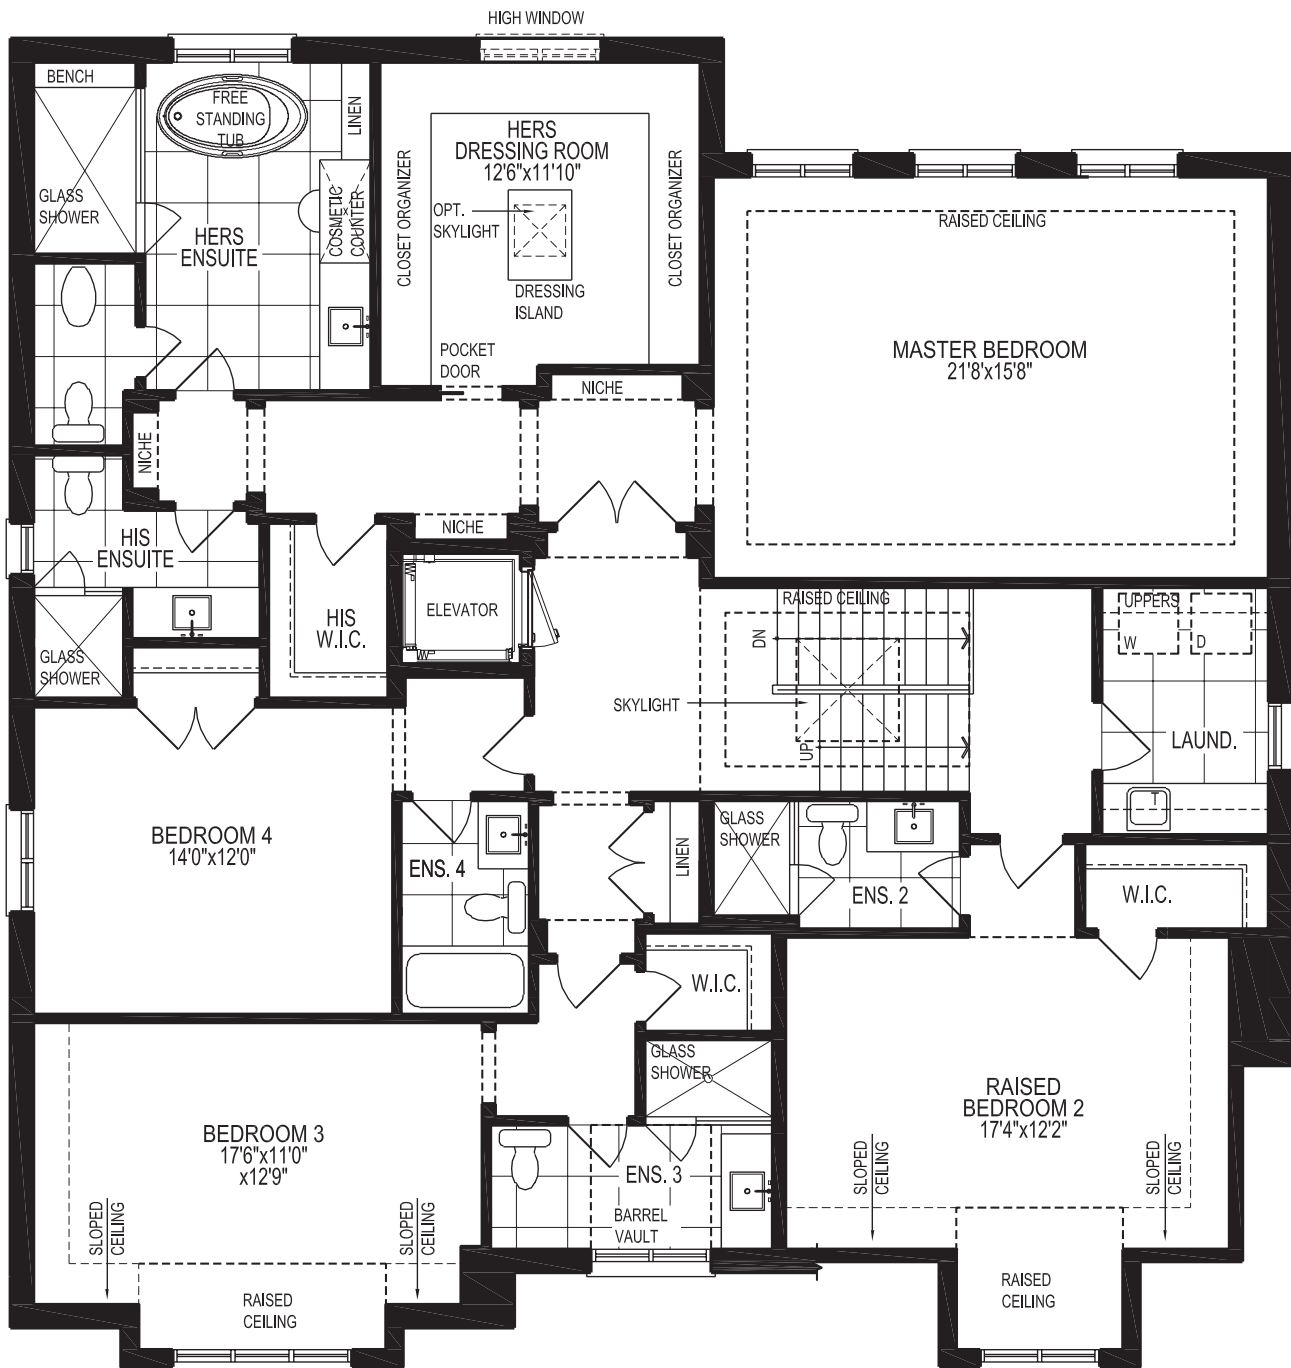 HIGH WINDOW
BENCH
FREE
STANDING
TUB
LINEN
GLASS
SHOWER
HERS
ENSUITE
COSMETIC
COUNTER
CLOSET ORGANIZER
HERS
DRESSING ROOM
12'6"x11'10"
OPT.
SKYLIGHT
DRESSING
ISLAND
CLOSET ORGANIZER
POCKET
DOOR
RAISED CEILING
MASTER BEDROOM
21'8'x15'8"
NICHE
NICHE
NICHE
HIS
ENSUITE
GLASS
SHOWER
HIS
W.I.C.
ELEVATOR
RAISED CEILING
DN
SKYLIGHT
UP
UPPERS
W
D
LAUND.
T
BEDROOM 4
14'0"x12'0"
ENS. 4
LINEN
GLASS
SHOWER
ENS. 2
W.I.C.
W.I.C.
GLASS
SHOWER
BEDROOM 3
17'6"x11'0"
x12'9"
SLOPED
CEILING
SLOPED
CEILING
RAISED
CEILING
ENS. 3
BARREL
VAULT
RAISED
BEDROOM 2
17'4"x12'2"
SLOPED
CEILING
SLOPED
CEILING
RAISED
CEILING